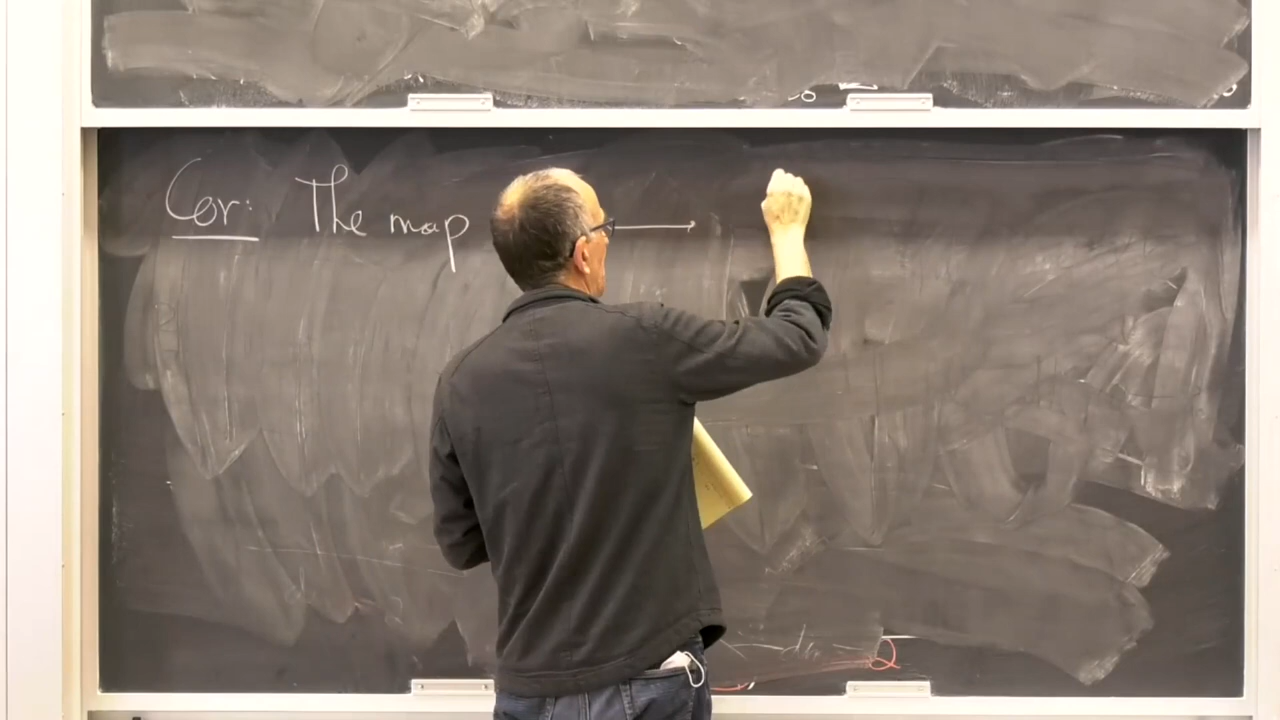 Cor: The map →